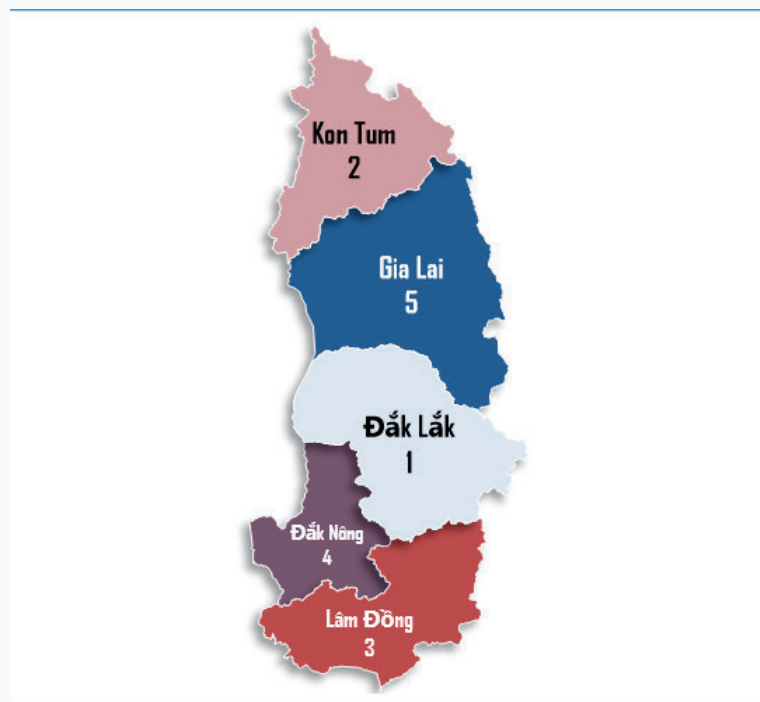 Kon Tum
2
Gia Lai
5
Đắk Lắk
1
Đắk Nông
4
Lâm Đồng
3